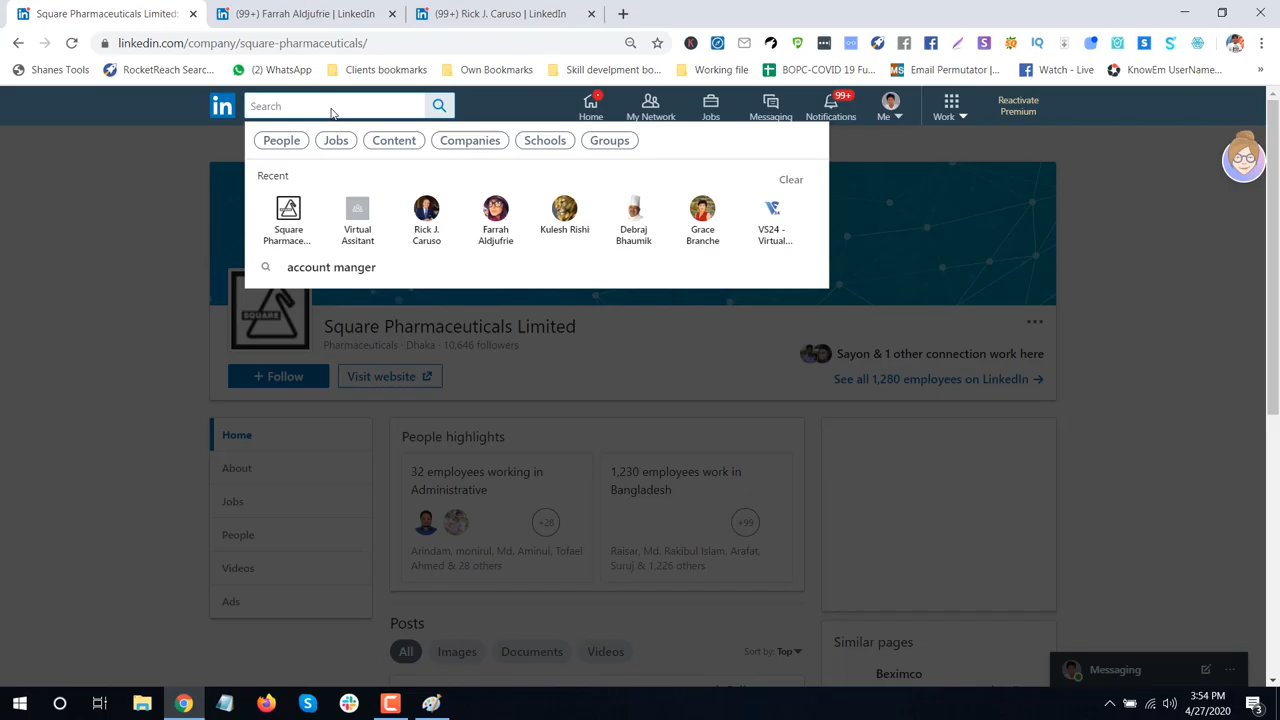 Square Pharmaceuticals Limited:
(99+) Farrah Aldjufrie | LinkedIn
(99+) Rick J. Caruso | LinkedIn
linkedin.com/company/square-pharmaceuticals/
Shanes Tools
RocketReach Searc...
(2) WhatsApp
Clients bookmarks
Own Bookmarks
Skill develpment bo...
Working file
BOPC-COVID 19 Fu...
Email Permutator |...
Watch - Live
KnowEm UserName...
»
in
Search
Home
My Network
Jobs
Messaging
99+
Notifications
Me
Work
Reactivate
Premium
People
Jobs
Content
Companies
Schools
Groups
Recent
Clear
Square
Pharmace...
Virtual
Assitant
Rick J.
Caruso
Farrah
Aldjufrie
Kulesh Rishi
Debraj
Bhaumik
Grace
Branche
VS24 -
Virtual...
account manger
SQUARE
Square Pharmaceuticals Limited
Pharmaceuticals · Dhaka · 10,646 followers
Sayon & 1 other connection work here
+ Follow
Visit website
See all 1,280 employees on LinkedIn →
Home
About
Jobs
People
Videos
Ads
People highlights
32 employees working in
Administrative
+28
Arindam, monirul, Md. Aminul, Tofael
Ahmed & 28 others
1,230 employees work in
Bangladesh
+99
Raisar, Md. Rakibul Islam, Arafat,
Suruj & 1,226 others
Posts
All
Images
Documents
Videos
Sort by: Top
Similar pages
Beximco
Messaging
3:54 PM
4/27/2020
3